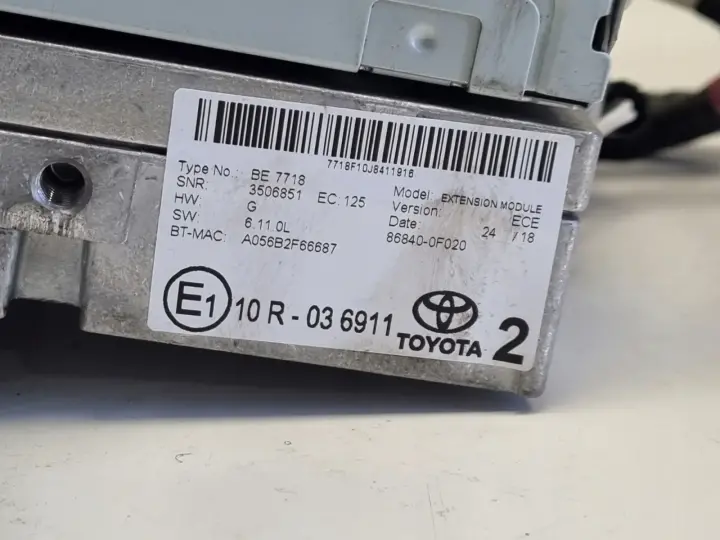 7718F10J8411916
Type No.: BE 7718 Model: EXTENSION MODULE
SNR: 3506851 EC: 125 Version: ECE
HW: G Date: 24 /18
SW: 6.11.0L 86840-0F020
BT-MAC: A056B2F66687
E1 10 R - 03 6911 TOYOTA 2